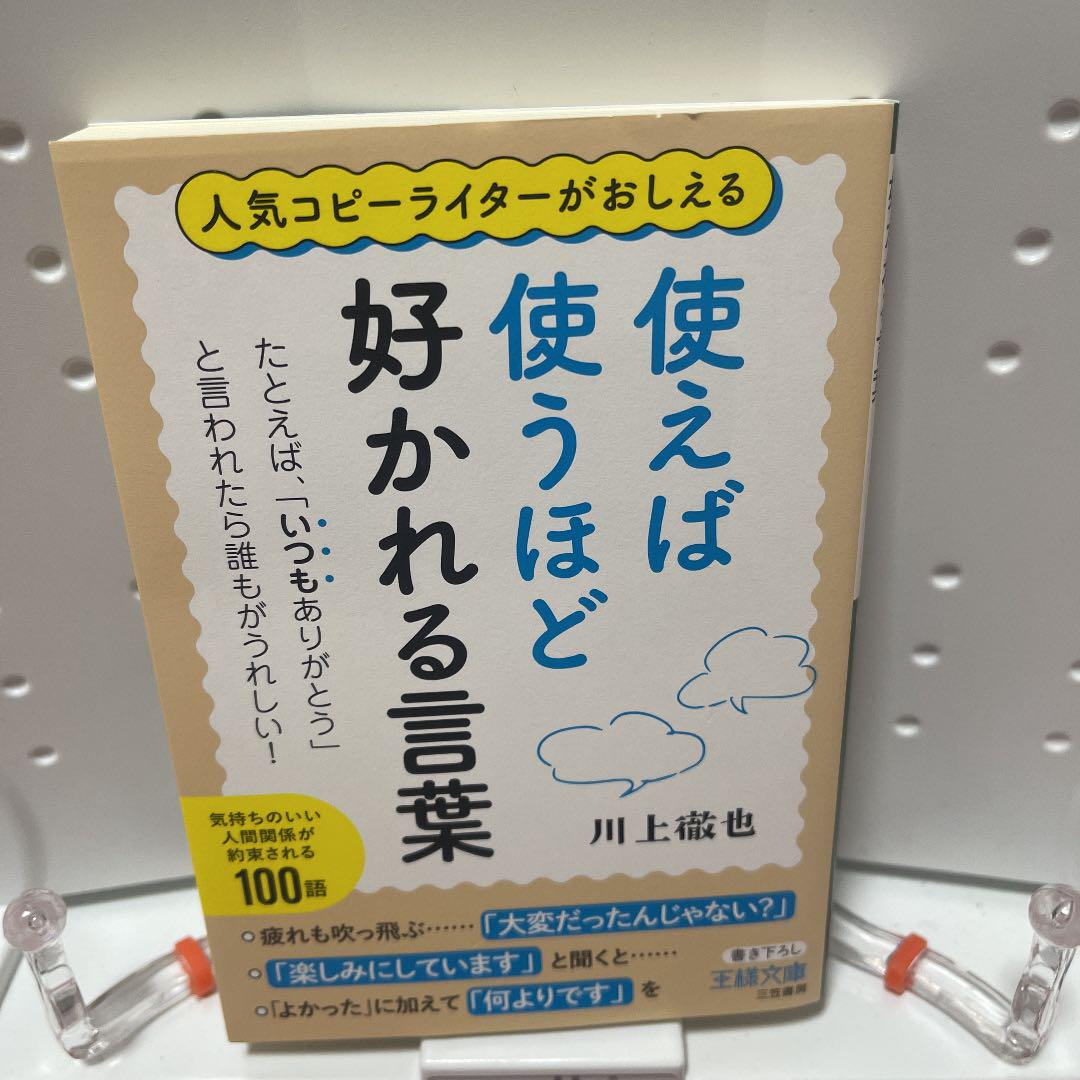 人気コピーライターがおしえる
使えば
使うほど
好かれる言葉
たとえば、「いつもありがとう」
と言われたら誰もがうれしい!
川上徹也
気持ちのいい
人間関係が
約束される
100語
疲れも吹っ飛ぶ……「大変だったんじゃない?」
「楽しみにしています」と聞くと……
「よかった」に加えて「何よりです」を
書き下ろし
王様文庫
三笠書房